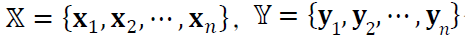 𝕏 = {𝐱₁, 𝐱₂, ⋯, 𝐱ₙ}, 𝕐 = {𝐲₁, 𝐲₂, ⋯, 𝐲ₙ}